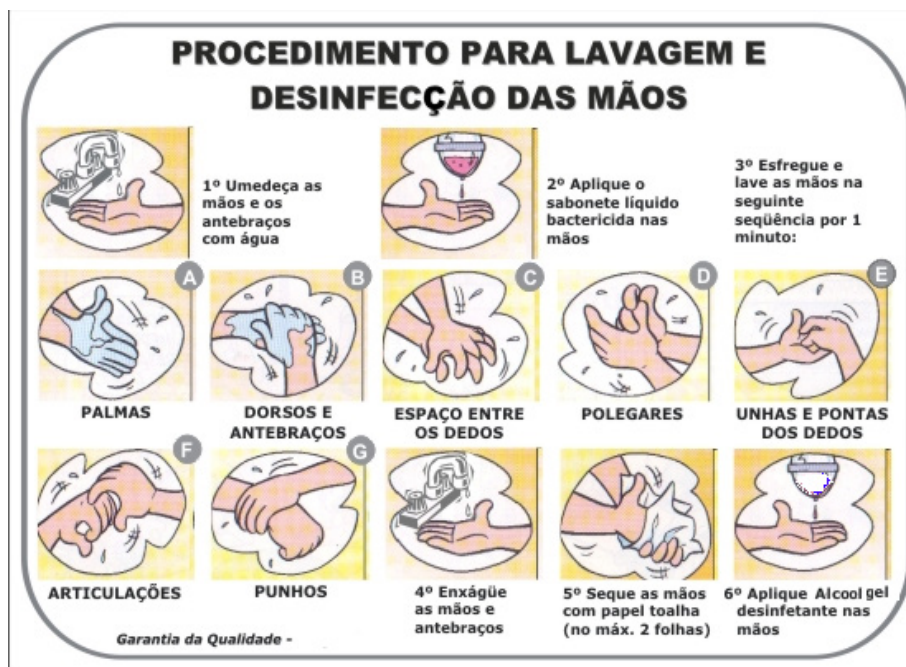 PROCEDIMENTO PARA LAVAGEM E
DESINFECÇÃO DAS MÃOS
1º Umedeça as
mãos e os
antebraços
com água
2º Aplique o
sabonete líquido
bactericida nas
mãos
3º Esfregue e
lave as mãos na
seguinte
seqüência por 1
minuto:
A
PALMAS
B
DORSOS E
ANTEBRAÇOS
C
ESPAÇO ENTRE
OS DEDOS
D
POLEGARES
E
UNHAS E PONTAS
DOS DEDOS
F
ARTICULAÇÕES
G
PUNHOS
4º Enxágüe
as mãos e
antebraços
5º Seque as mãos
com papel toalha
(no máx. 2 folhas)
6º Aplique Alcool gel
desinfetante nas
mãos
Garantia da Qualidade -